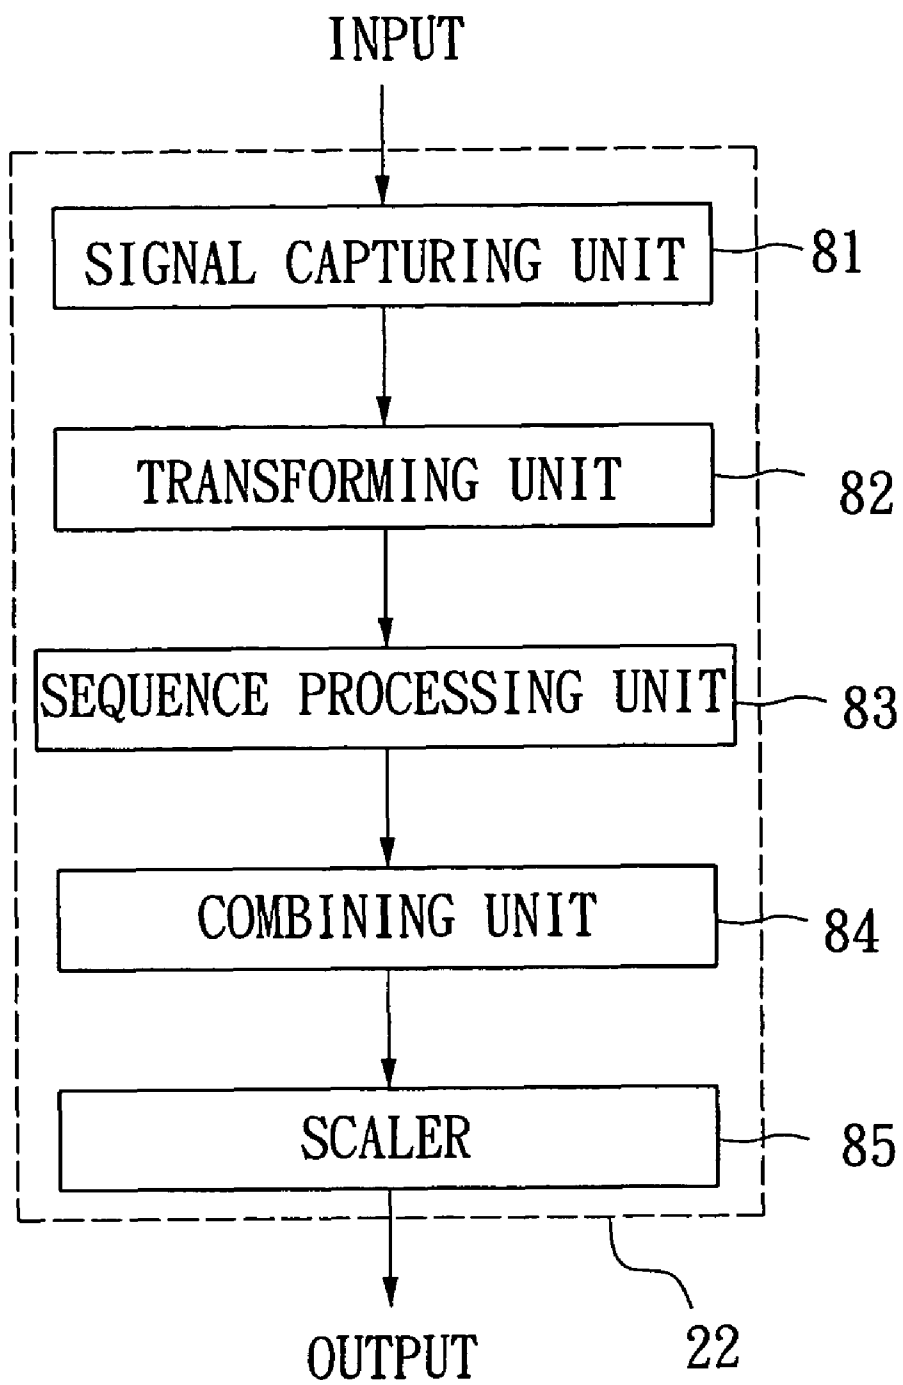 INPUT
SIGNAL CAPTURING UNIT
81
TRANSFORMING UNIT
82
SEQUENCE PROCESSING UNIT
83
COMBINING UNIT
84
SCALER
85
OUTPUT
22